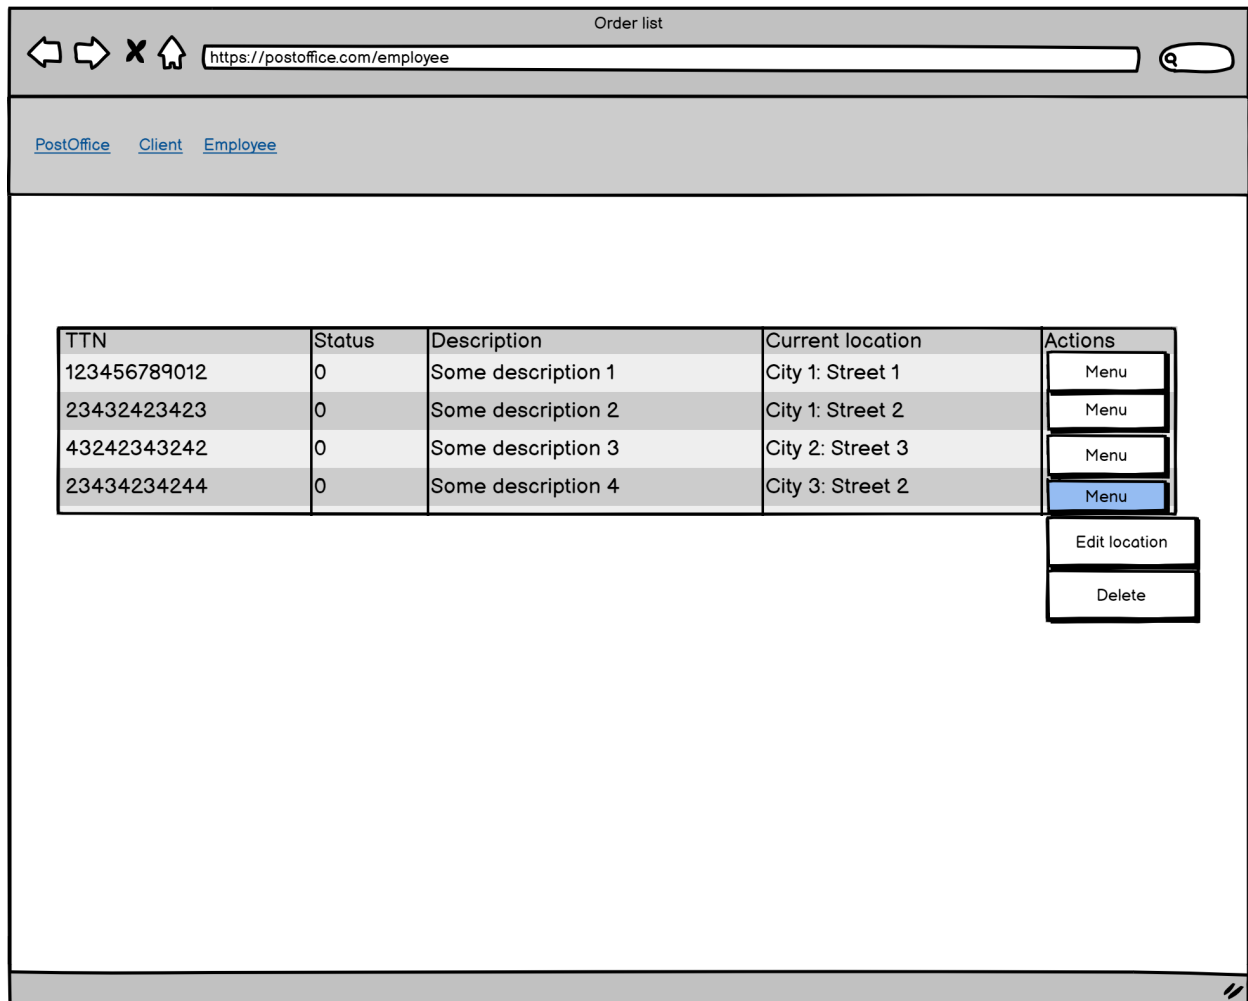 Order list
https://postoffice.com/employee
PostOffice Client Employee
TTN Status Description Current location Actions
123456789012 0 Some description 1 City 1: Street 1 Menu
23432423423 0 Some description 2 City 1: Street 2 Menu
43242343242 0 Some description 3 City 2: Street 3 Menu
23434234244 0 Some description 4 City 3: Street 2 Menu
Edit location
Delete